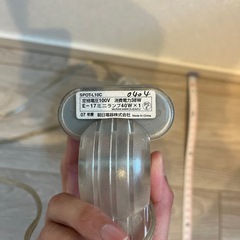 SPOT-L10C 0404
定格電圧100V 消費電力38W
E-17ミニランプ40W×1
07年製 朝日電器株式会社 Made in China